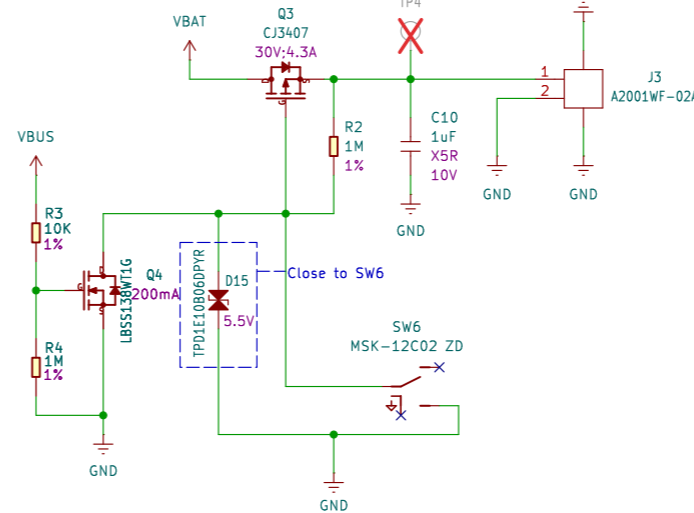 TP4
Q3
CJ3407
30V;4.3A
VBAT
D
S
G
1
2
J3
A2001WF-02A
R2
1M
1%
C10
1uF
X5R
10V
GND
GND
GND
VBUS
R3
10K
1%
D
G
S
Q4
200mA
LBSS138WT1G
TPD1E10B06DPYR
D15
5.5V
Close to SW6
SW6
MSK-12C02 ZD
R4
1M
1%
GND
GND